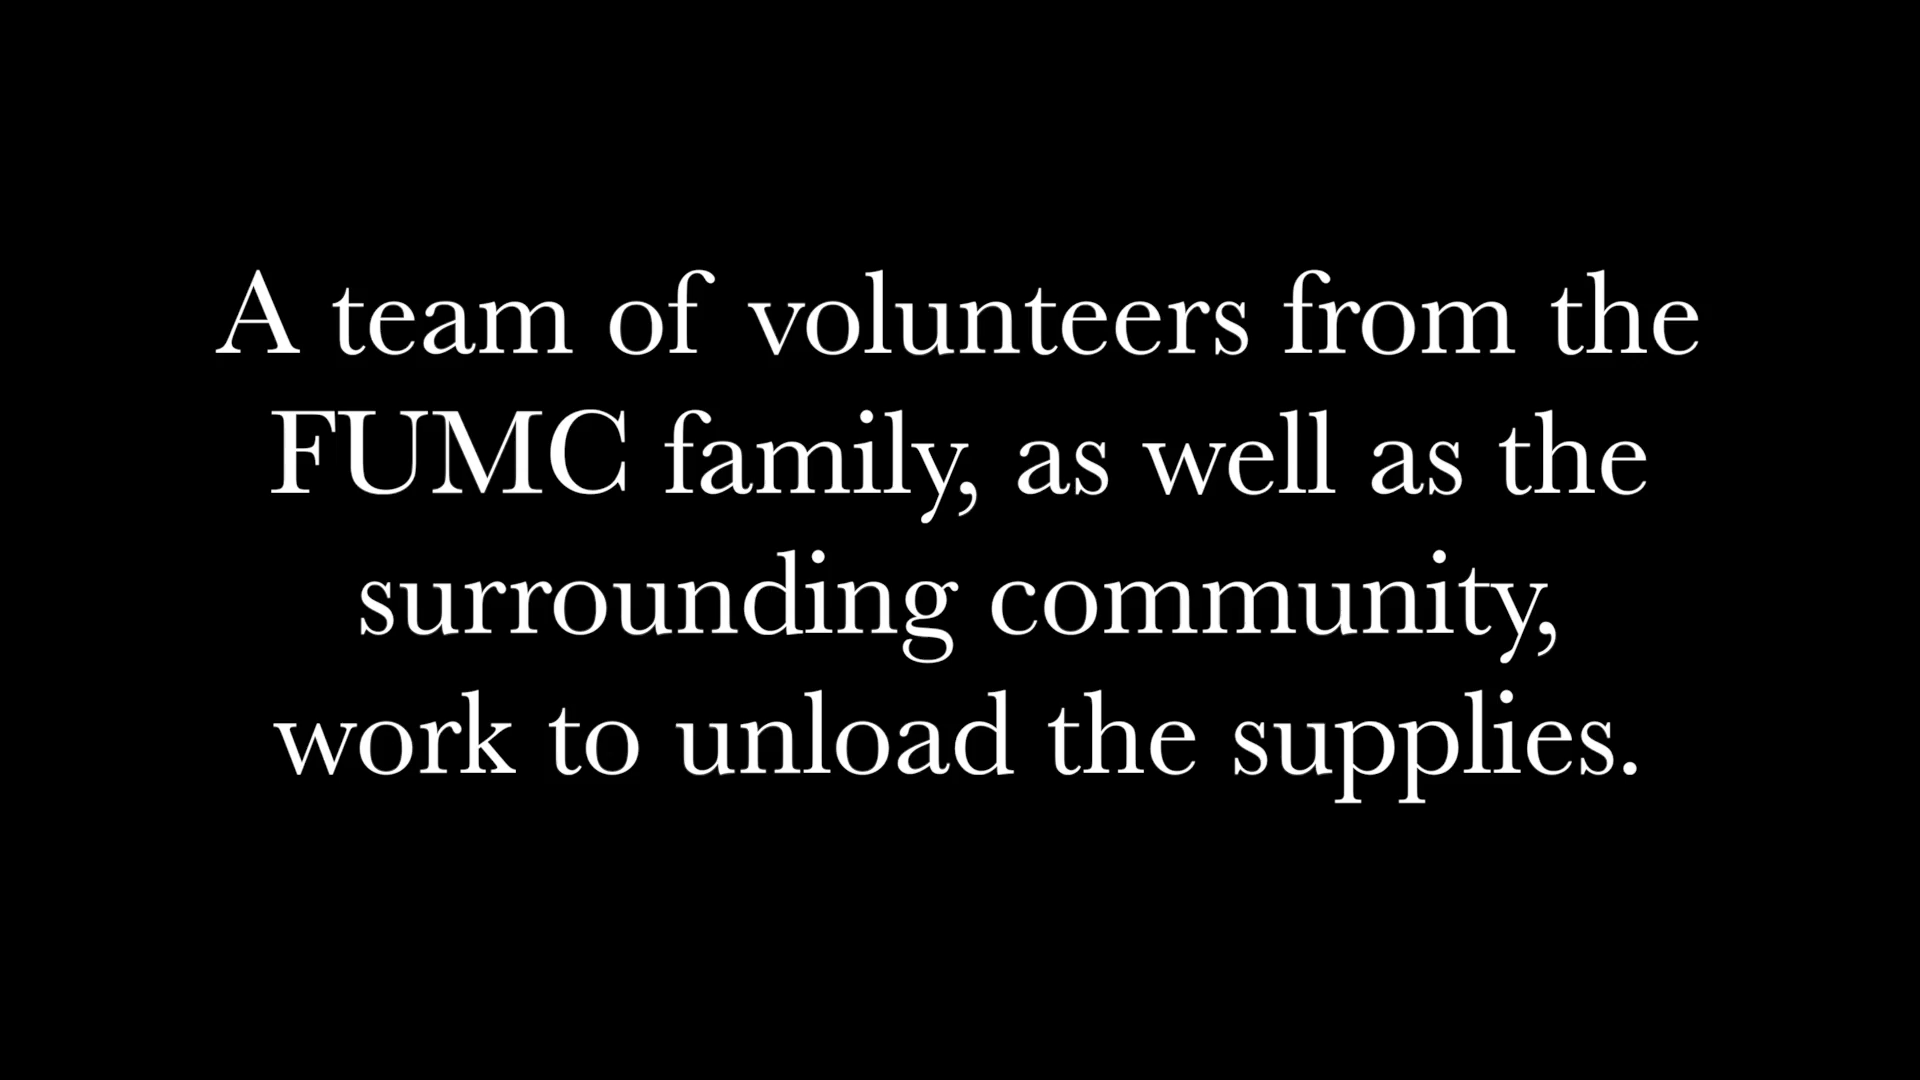 A team of volunteers from the
FUMC family, as well as the
surrounding community,
work to unload the supplies.